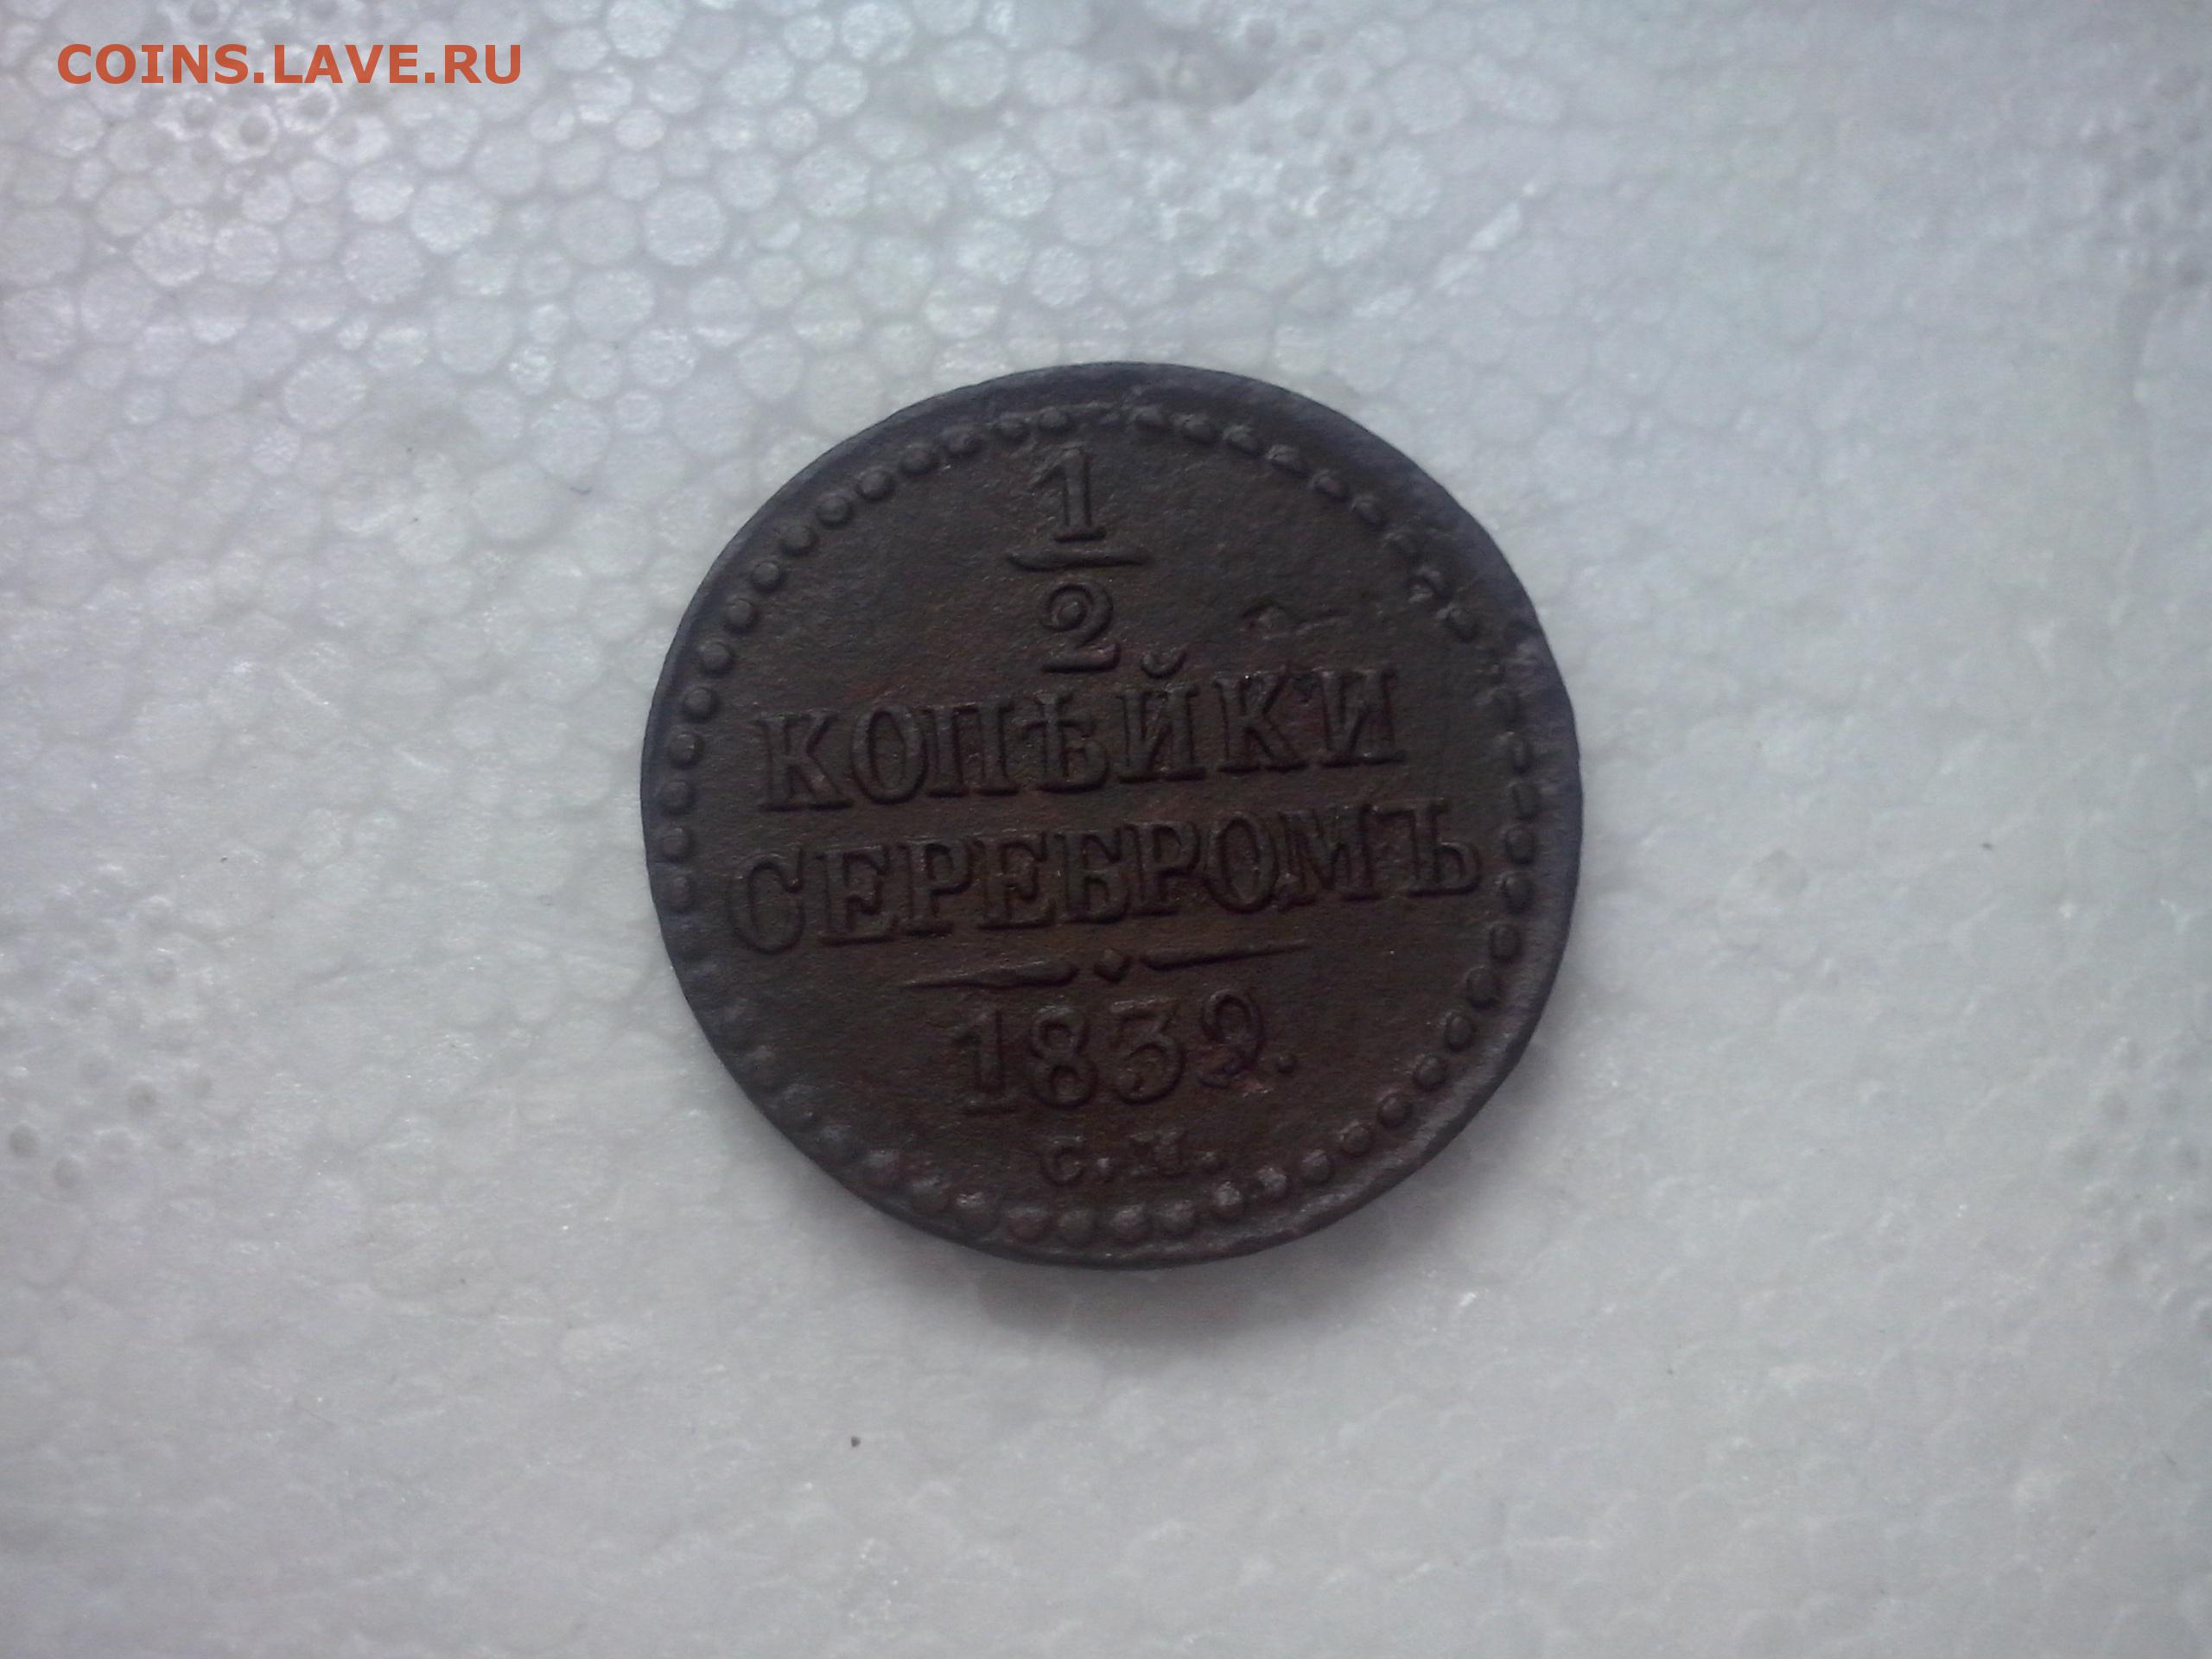 COINS.LAVE.RU
1
2
КОПѢЙКИ
СЕРЕБРОМЪ
1839.
С.М.